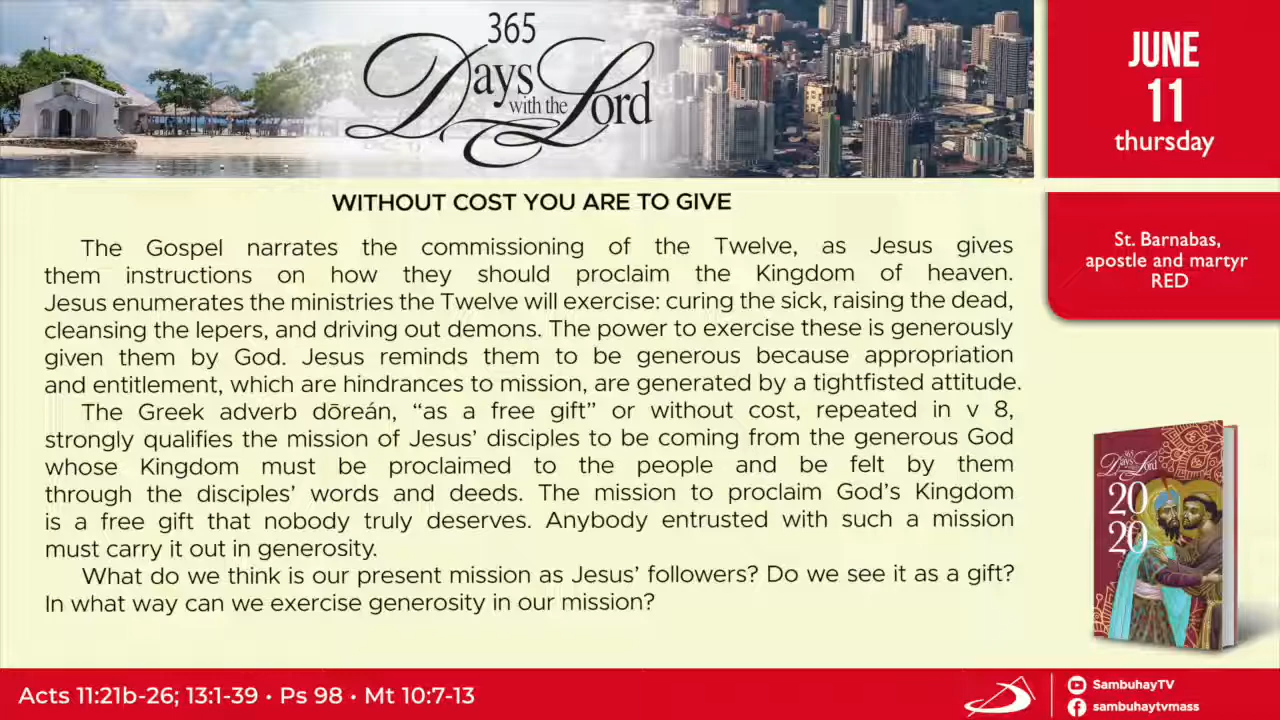 365
Days with the Lord
JUNE
11
thursday
St. Barnabas,
apostle and martyr
RED
WITHOUT COST YOU ARE TO GIVE
The Gospel narrates the commissioning of the Twelve, as Jesus gives
them instructions on how they should proclaim the Kingdom of heaven.
Jesus enumerates the ministries the Twelve will exercise: curing the sick, raising the dead,
cleansing the lepers, and driving out demons. The power to exercise these is generously
given them by God. Jesus reminds them to be generous because appropriation
and entitlement, which are hindrances to mission, are generated by a tightfisted attitude.
The Greek adverb dōreán, “as a free gift” or without cost, repeated in v 8,
strongly qualifies the mission of Jesus’ disciples to be coming from the generous God
whose Kingdom must be proclaimed to the people and be felt by them
through the disciples’ words and deeds. The mission to proclaim God’s Kingdom
is a free gift that nobody truly deserves. Anybody entrusted with such a mission
must carry it out in generosity.
What do we think is our present mission as Jesus’ followers? Do we see it as a gift?
In what way can we exercise generosity in our mission?
365
Days with the Lord
20
20
Acts 11:21b-26; 13:1-39 • Ps 98 • Mt 10:7-13
SambuhayTV
sambuhaytvmass